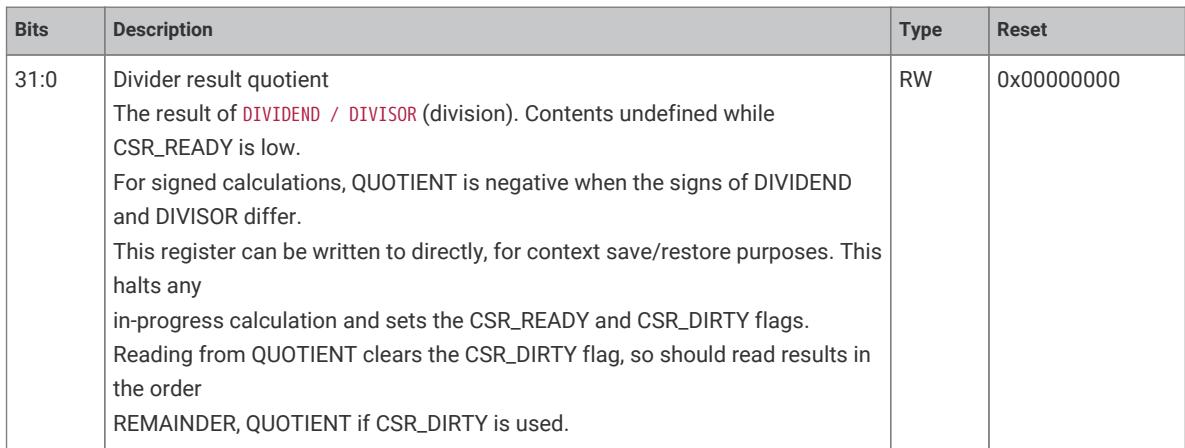 Bits Description Type Reset
31:0 Divider result quotient RW 0x00000000
The result of DIVIDEND / DIVISOR (division). Contents undefined while
CSR_READY is low.
For signed calculations, QUOTIENT is negative when the signs of DIVIDEND
and DIVISOR differ.
This register can be written to directly, for context save/restore purposes. This
halts any
in-progress calculation and sets the CSR_READY and CSR_DIRTY flags.
Reading from QUOTIENT clears the CSR_DIRTY flag, so should read results in
the order
REMAINDER, QUOTIENT if CSR_DIRTY is used.